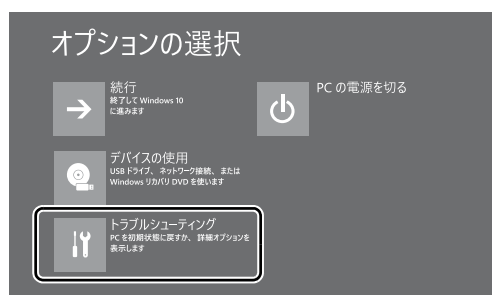 オプションの選択
続行
終了して Windows 10
に進みます
PC の電源を切る
デバイスの使用
USB ドライブ、ネットワーク接続、または
Windows リカバリ DVD を使います
トラブルシューティング
PC を初期状態に戻すか、詳細オプションを
表示します